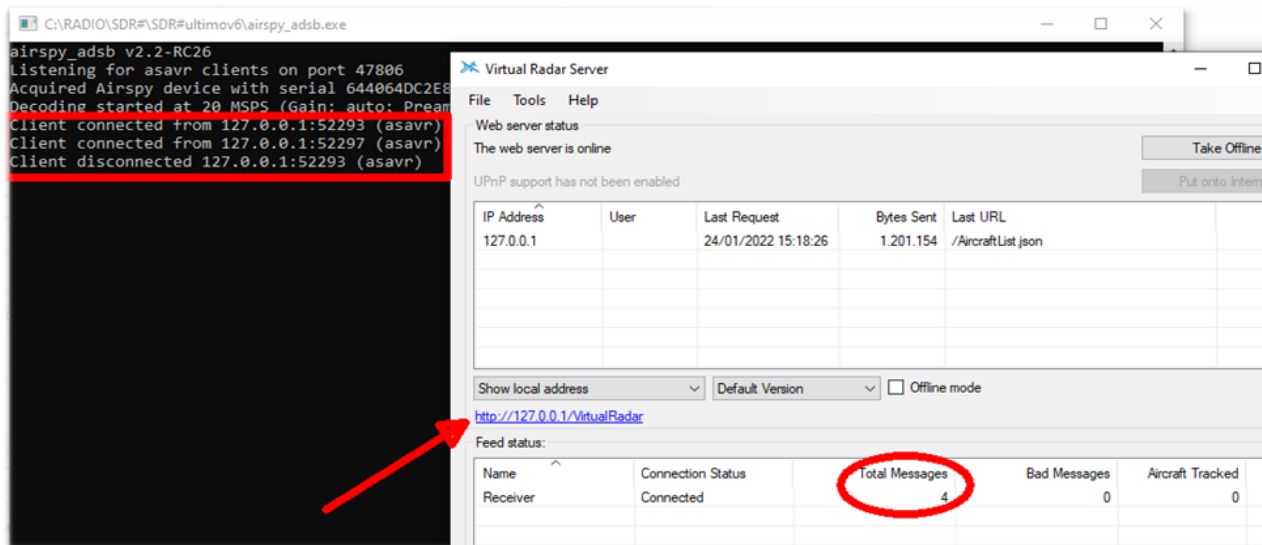 C:\RADIO\SDR#\SDR#ultimov6\airspy_adsb.exe
airspy_adsb v2.2-RC26
Listening for asavr clients on port 47806
Acquired Airspy device with serial 644064DC2E8
Decoding started at 20 MSPS (Gain: auto: Pream
Client connected from 127.0.0.1:52293 (asavr)
Client connected from 127.0.0.1:52297 (asavr)
Client disconnected 127.0.0.1:52293 (asavr)
Virtual Radar Server
File Tools Help
Web server status
The web server is online
Take Offline
UPnP support has not been enabled
Put onto Intern
IP Address User Last Request Bytes Sent Last URL
127.0.0.1 24/01/2022 15:18:26 1.201.154 /AircraftList.json
Show local address Default Version Offline mode
http://127.0.0.1/VirtualRadar
Feed status:
Name Connection Status Total Messages Bad Messages Aircraft Tracked
Receiver Connected 4 0 0